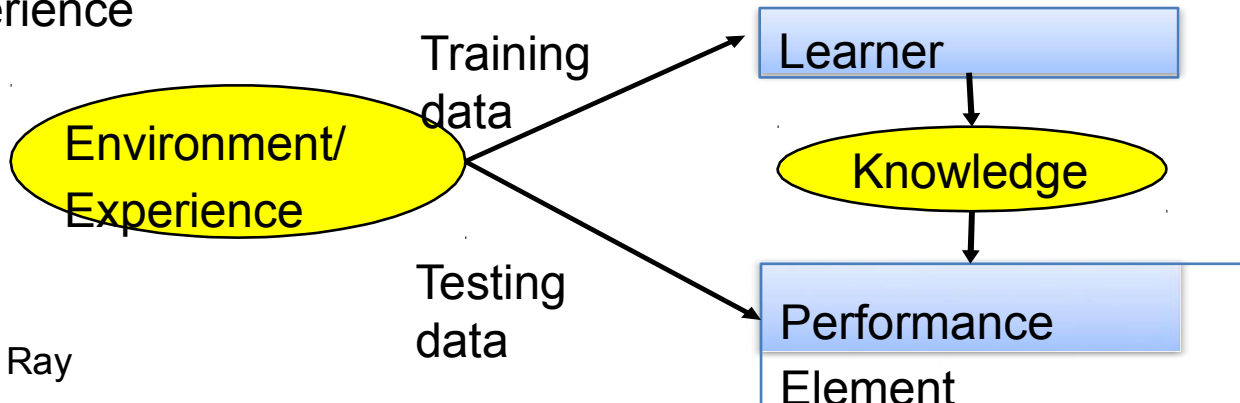 erience
Training
data
Learner
Environment/
Experience
Knowledge
Testing
data
Performance
Element
Ray